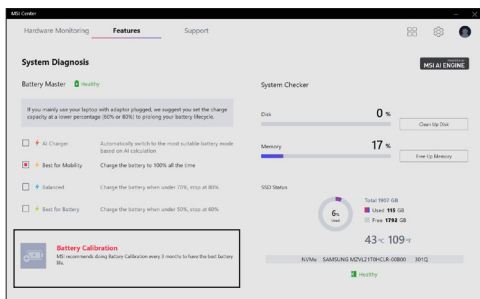 MSI Center
Hardware Monitoring Features Support
System Diagnosis
POWERED BY
MSI AI ENGINE
Battery Master Healthy
System Checker
If you mainly use your laptop with adaptor plugged, we suggest you set the charge
capacity at a lower percentage (60% or 80%) to prolong your battery lifecycle.
Disk 0 %
Clean Up Disk
AI Charger Automatically switch to the most suitable battery mode
based on AI calculation
Memory 17 %
Free Up Memory
Best for Mobility Charge the battery to 100% all the time
Balanced Charge the battery when under 70%, stop at 80%
Best for Battery Charge the battery when under 50%, stop at 60%
SSD Status
6%
used
Total 1907 GB
Used 115 GB
Free 1792 GB
43 °C 109 °F
NVMe SAMSUNG MZVL21T0HCLR-00B00 301Q
Healthy
Battery Calibration
MSI recommends doing Battery Calibration every 3 months to have the best battery
life.